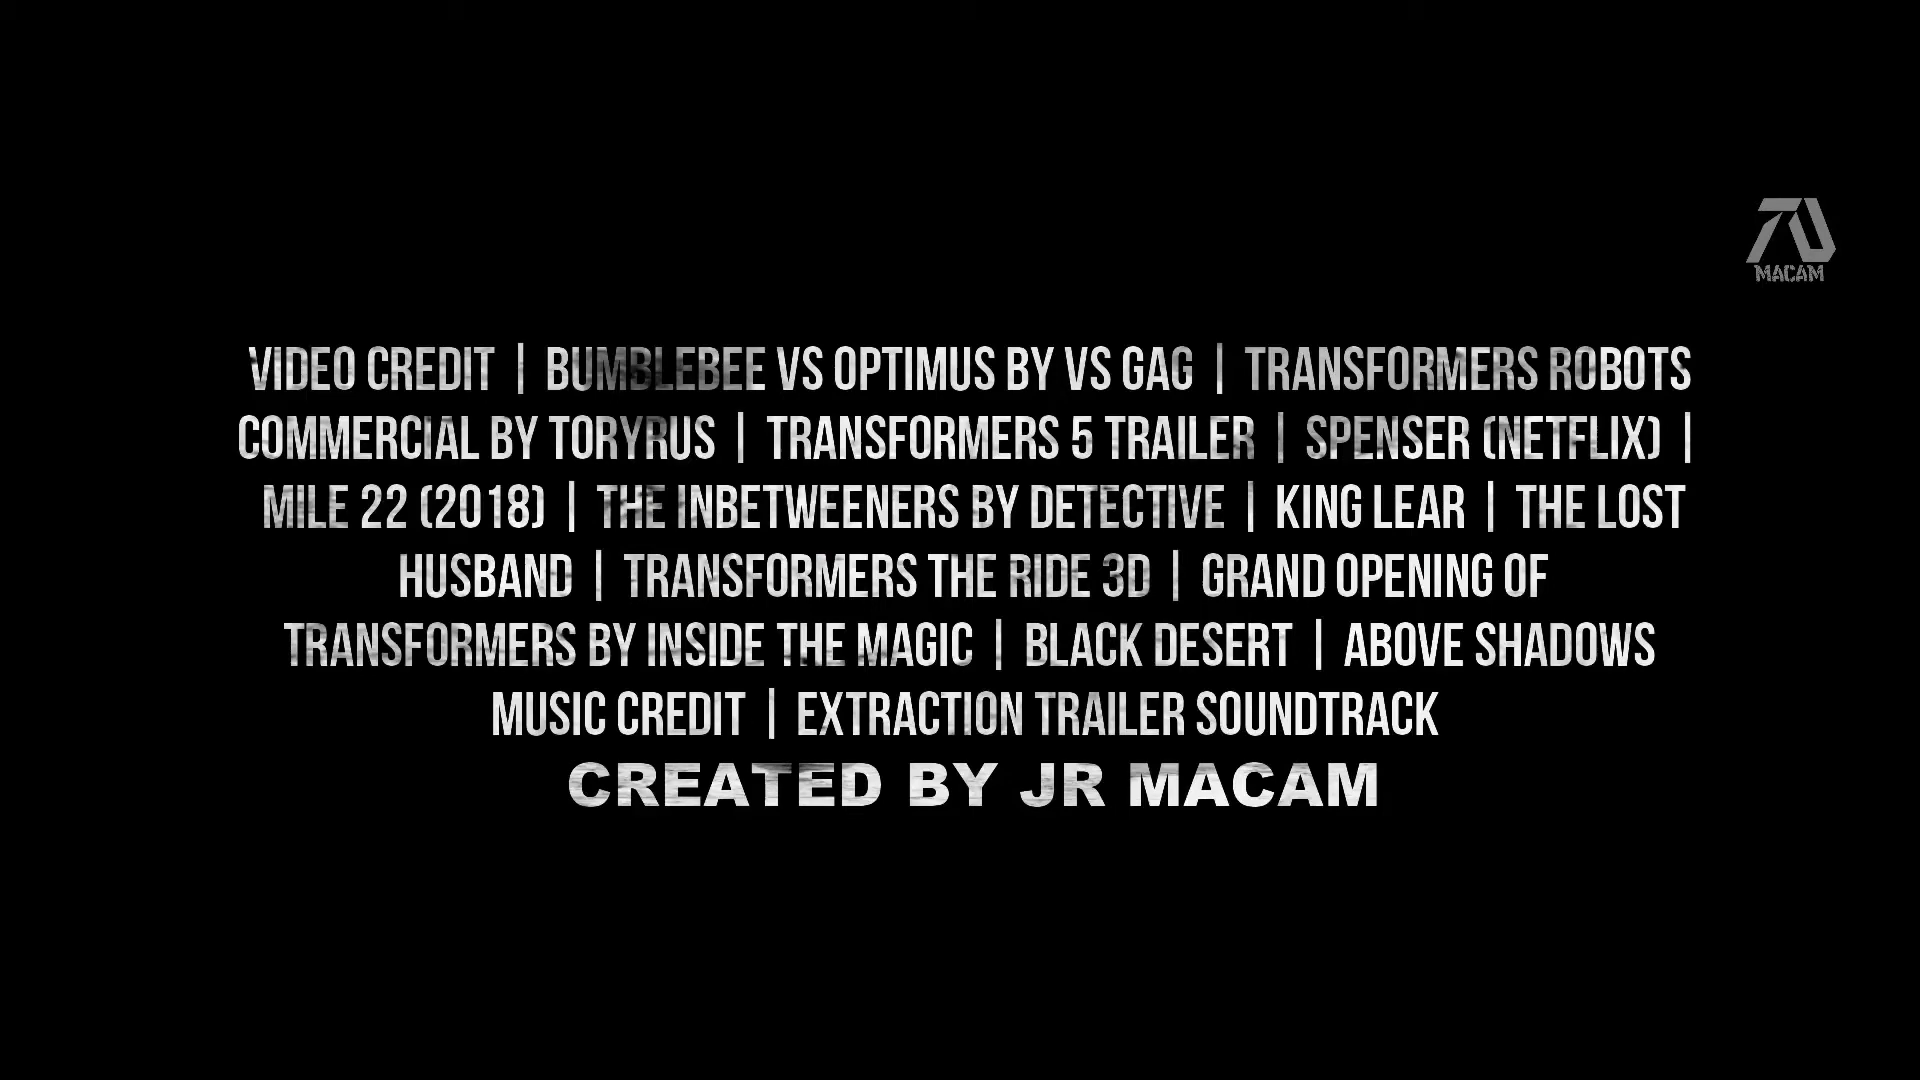 MACAM
VIDEO CREDIT | BUMBLEBEE VS OPTIMUS BY VS GAG | TRANSFORMERS ROBOTS
COMMERCIAL BY TORYRUS | TRANSFORMERS 5 TRAILER | SPENSER (NETFLIX) |
MILE 22 (2018) | THE INBETWEENERS BY DETECTIVE | KING LEAR | THE LOST
HUSBAND | TRANSFORMERS THE RIDE 3D | GRAND OPENING OF
TRANSFORMERS BY INSIDE THE MAGIC | BLACK DESERT | ABOVE SHADOWS
MUSIC CREDIT | EXTRACTION TRAILER SOUNDTRACK
CREATED BY JR MACAM